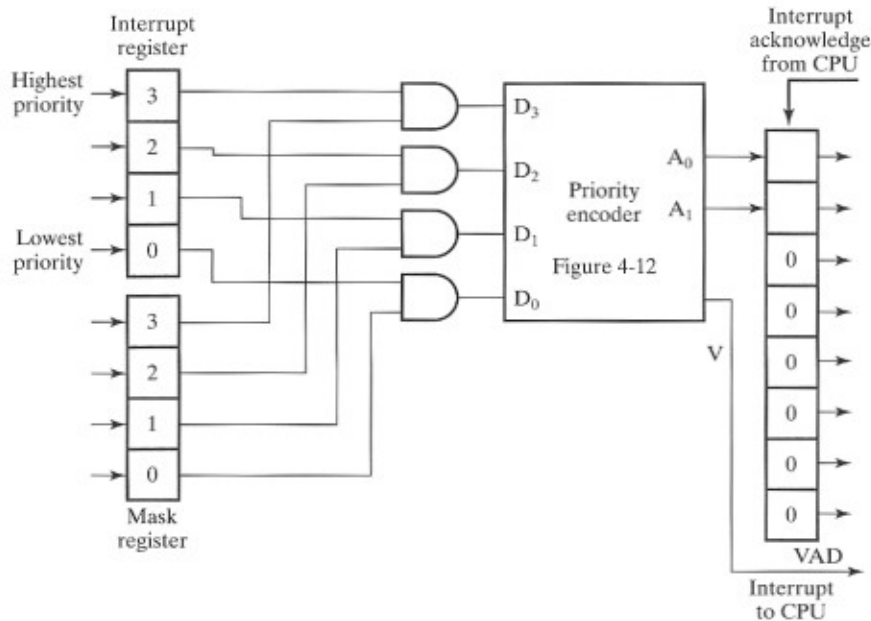 Interrupt
register
Highest
priority
3
2
1
Lowest
priority
0
3
2
1
0
Mask
register
D₃
D₂
D₁
D₀
Priority
encoder
Figure 4-12
A₀
A₁
V
Interrupt
acknowledge
from CPU
0
0
0
0
0
0
VAD
Interrupt
to CPU